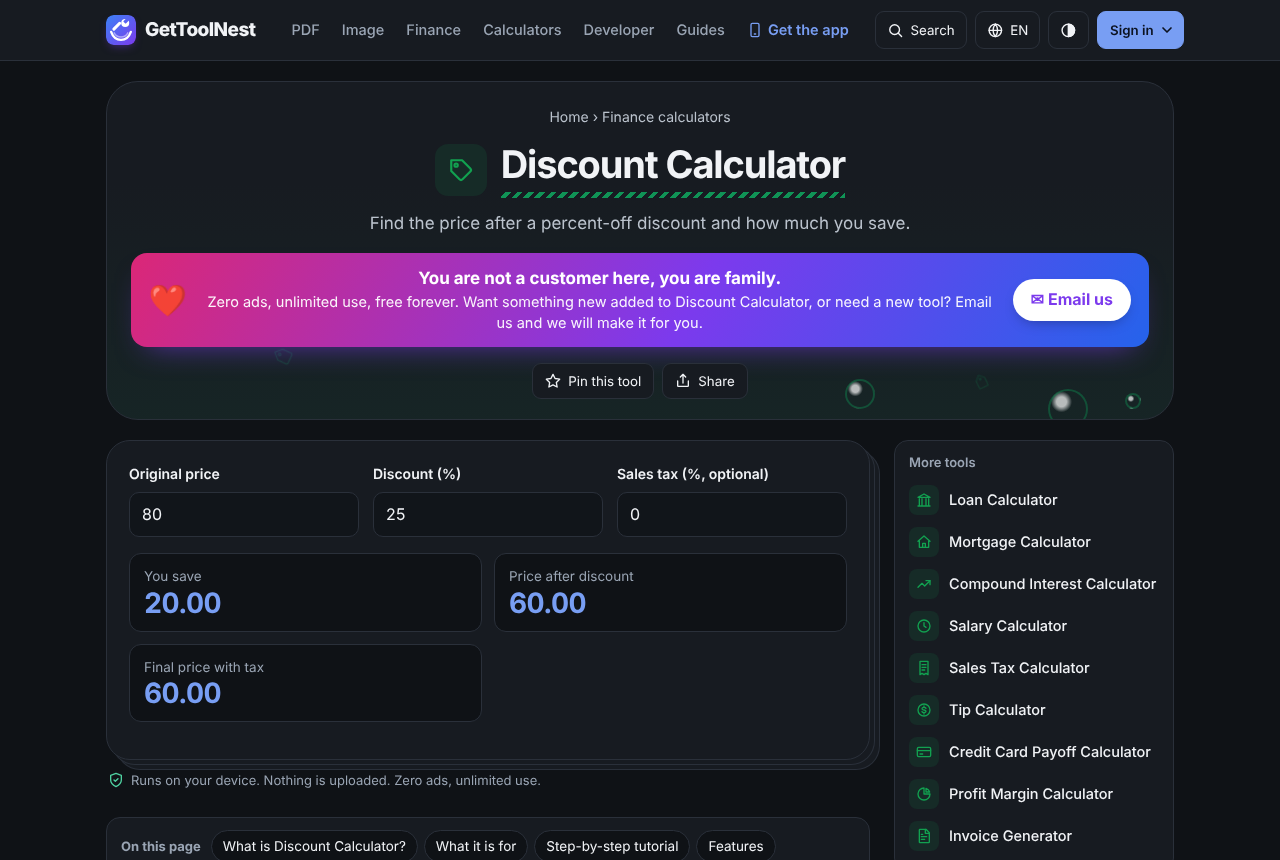 GetToolNest
PDF
Image
Finance
Calculators
Developer
Guides
Get the app
Search
EN
Sign in
Home › Finance calculators
Discount Calculator
Find the price after a percent-off discount and how much you save.
You are not a customer here, you are family.
Zero ads, unlimited use, free forever. Want something new added to Discount Calculator, or need a new tool? Email
us and we will make it for you.
✉ Email us
Pin this tool
Share
Original price
Discount (%)
Sales tax (%, optional)
80
25
0
You save
20.00
Price after discount
60.00
Final price with tax
60.00
Runs on your device. Nothing is uploaded. Zero ads, unlimited use.
On this page
What is Discount Calculator?
What it is for
Step-by-step tutorial
Features
More tools
Loan Calculator
Mortgage Calculator
Compound Interest Calculator
Salary Calculator
Sales Tax Calculator
Tip Calculator
Credit Card Payoff Calculator
Profit Margin Calculator
Invoice Generator